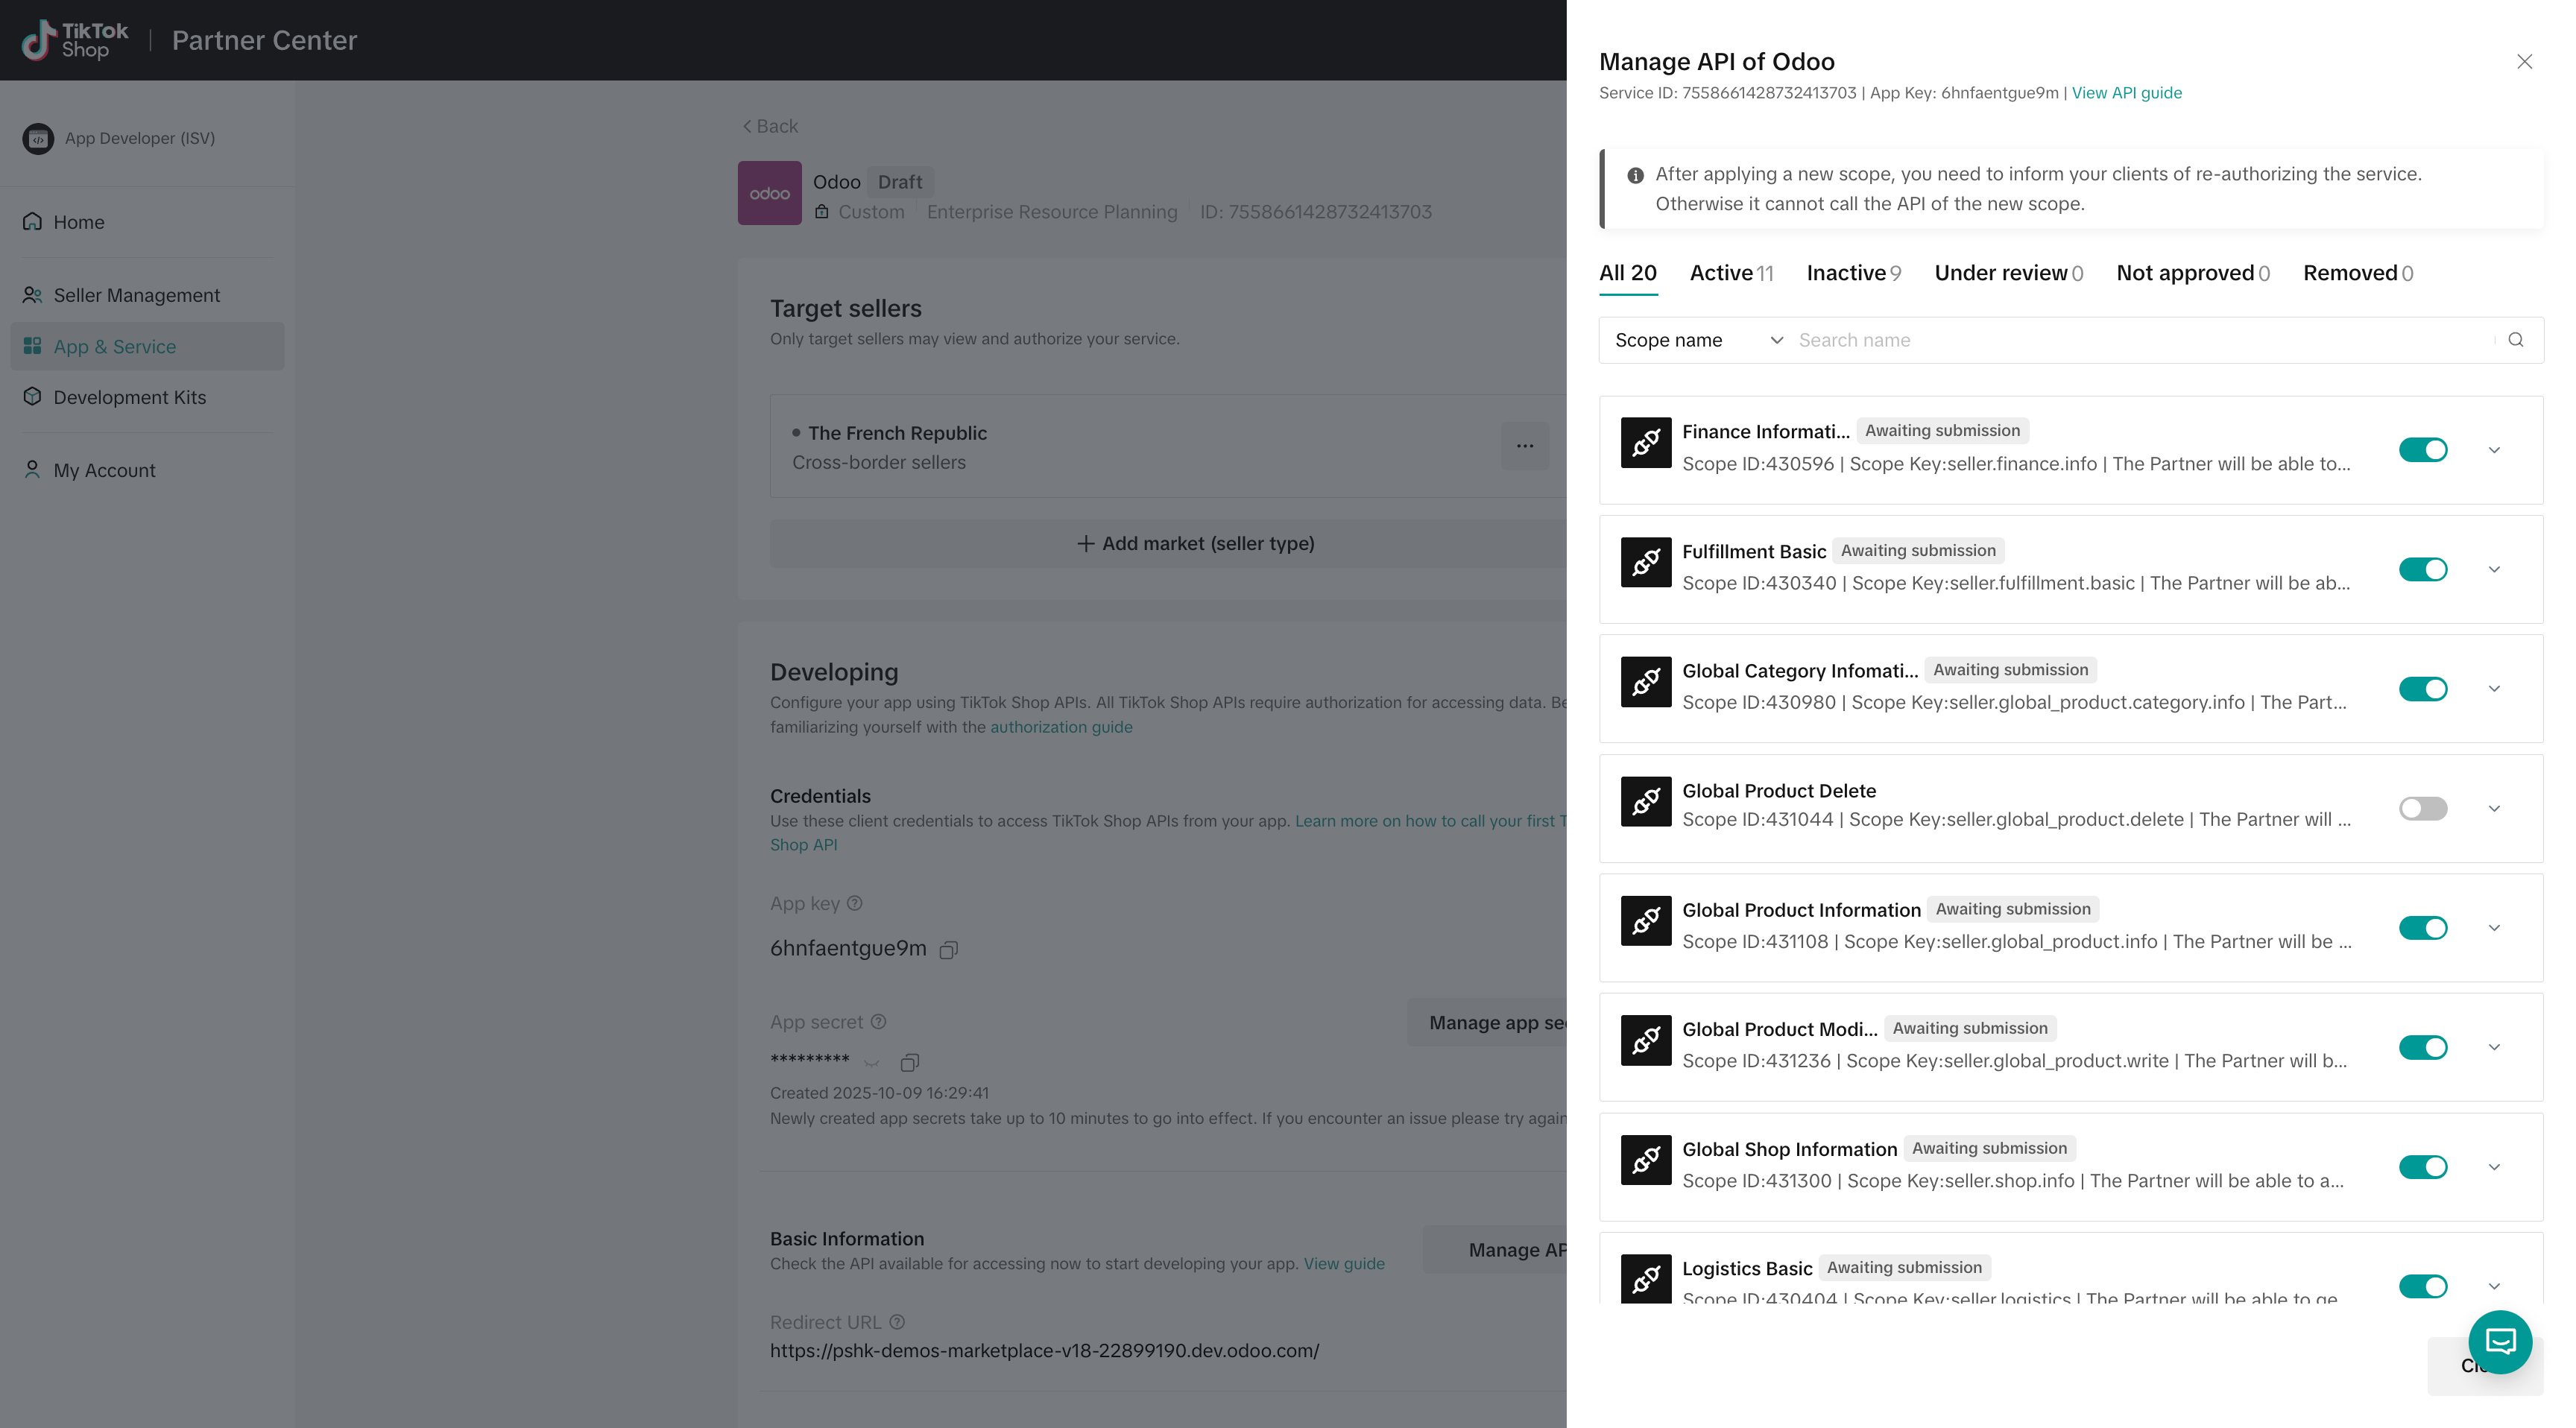 TikTok
Shop
Partner Center
App Developer (ISV)
Home
Seller Management
App & Service
Development Kits
My Account
Back
odoo
Odoo Draft
Custom Enterprise Resource Planning ID: 7558661428732413703
Target sellers
Only target sellers may view and authorize your service.
The French Republic
Cross-border sellers
+ Add market (seller type)
Developing
Configure your app using TikTok Shop APIs. All TikTok Shop APIs require authorization for accessing data. Be
familiarizing yourself with the authorization guide
Credentials
Use these client credentials to access TikTok Shop APIs from your app. Learn more on how to call your first T
Shop API
App key
6hnfaentgue9m
App secret
Manage app se
*********
Created 2025-10-09 16:29:41
Newly created app secrets take up to 10 minutes to go into effect. If you encounter an issue please try again
Basic Information
Check the API available for accessing now to start developing your app. View guide
Manage AP
Redirect URL
https://pshk-demos-marketplace-v18-22899190.dev.odoo.com/
Manage API of Odoo
Service ID: 7558661428732413703 | App Key: 6hnfaentgue9m | View API guide
After applying a new scope, you need to inform your clients of re-authorizing the service.
Otherwise it cannot call the API of the new scope.
All 20 Active 11 Inactive 9 Under review 0 Not approved 0 Removed 0
Scope name Search name
Finance Informati... Awaiting submission
Scope ID:430596 | Scope Key:seller.finance.info | The Partner will be able to...
Fulfillment Basic Awaiting submission
Scope ID:430340 | Scope Key:seller.fulfillment.basic | The Partner will be ab...
Global Category Infomati... Awaiting submission
Scope ID:430980 | Scope Key:seller.global_product.category.info | The Part...
Global Product Delete
Scope ID:431044 | Scope Key:seller.global_product.delete | The Partner will ...
Global Product Information Awaiting submission
Scope ID:431108 | Scope Key:seller.global_product.info | The Partner will be ...
Global Product Modi... Awaiting submission
Scope ID:431236 | Scope Key:seller.global_product.write | The Partner will b...
Global Shop Information Awaiting submission
Scope ID:431300 | Scope Key:seller.shop.info | The Partner will be able to a...
Logistics Basic Awaiting submission
Scope ID:430404 | Scope Key:seller.logistics | The Partner will be able to ge